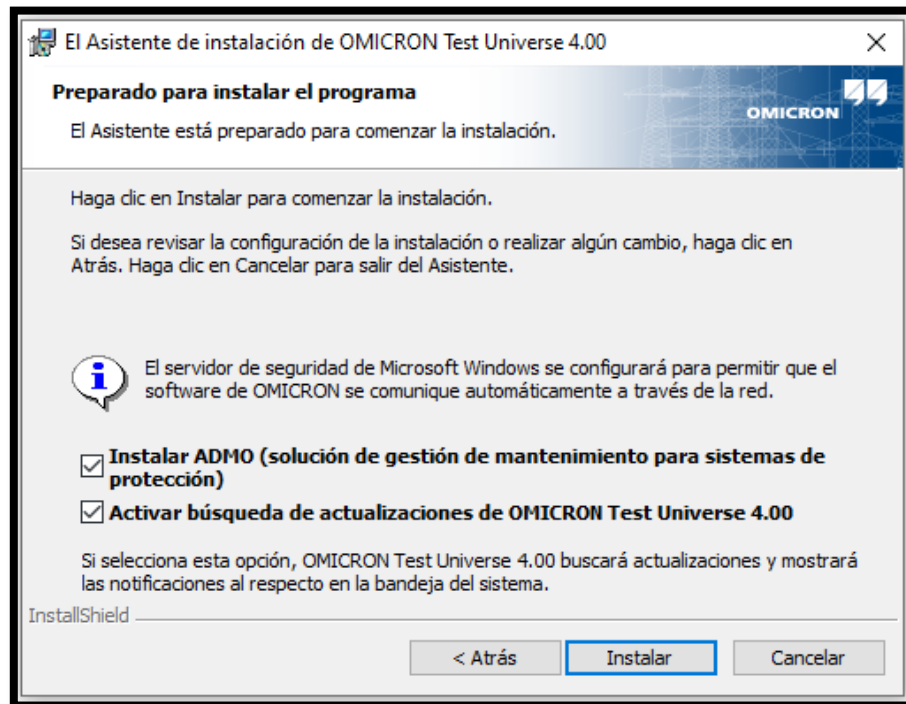 El Asistente de instalación de OMICRON Test Universe 4.00
Preparado para instalar el programa
El Asistente está preparado para comenzar la instalación.
OMICRON
Haga clic en Instalar para comenzar la instalación.
Si desea revisar la configuración de la instalación o realizar algún cambio, haga clic en
Atrás. Haga clic en Cancelar para salir del Asistente.
El servidor de seguridad de Microsoft Windows se configurará para permitir que el
software de OMICRON se comunique automáticamente a través de la red.
Instalar ADMO (solución de gestión de mantenimiento para sistemas de
protección)
Activar búsqueda de actualizaciones de OMICRON Test Universe 4.00
Si selecciona esta opción, OMICRON Test Universe 4.00 buscará actualizaciones y mostrará
las notificaciones al respecto en la bandeja del sistema.
InstallShield
< Atrás Instalar Cancelar